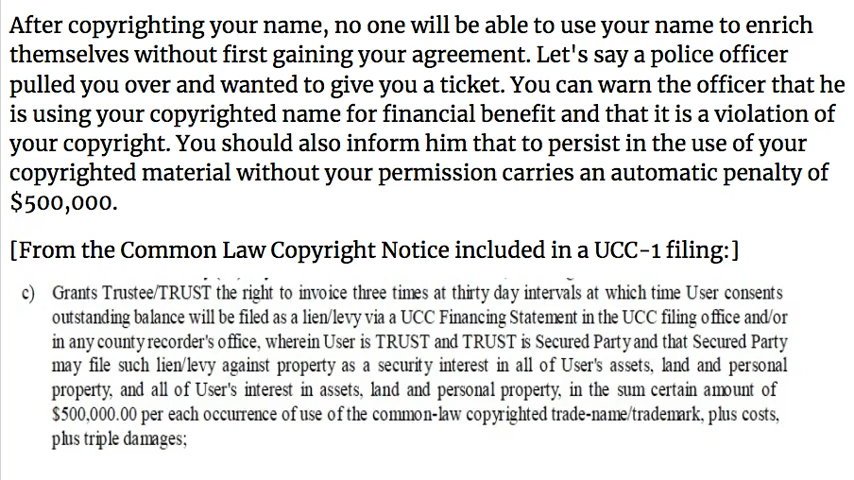 After copyrighting your name, no one will be able to use your name to enrich
themselves without first gaining your agreement. Let's say a police officer
pulled you over and wanted to give you a ticket. You can warn the officer that he
is using your copyrighted name for financial benefit and that it is a violation of
your copyright. You should also inform him that to persist in the use of your
copyrighted material without your permission carries an automatic penalty of
$500,000.
[From the Common Law Copyright Notice included in a UCC-1 filing:]
c) Grants Trustee/TRUST the right to invoice three times at thirty day intervals at which time User consents
outstanding balance will be filed as a lien/levy via a UCC Financing Statement in the UCC filing office and/or
in any county recorder's office, wherein User is TRUST and TRUST is Secured Party and that Secured Party
may file such lien/levy against property as a security interest in all of User's assets, land and personal
property, and all of User's interest in assets, land and personal property, in the sum certain amount of
$500,000.00 per each occurrence of use of the common-law copyrighted trade-name/trademark, plus costs,
plus triple damages;